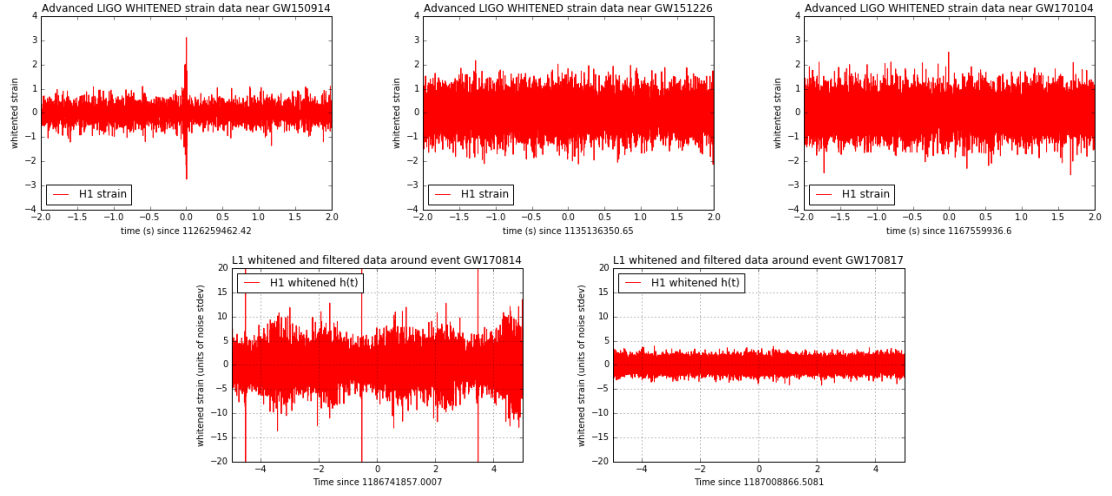 Advanced LIGO WHITENED strain data near GW150914
4
3
2
1
0
−1
−2
−3
−4
whitented strain
H1 strain
−2.0 −1.5 −1.0 −0.5 0.0 0.5 1.0 1.5 2.0
time (s) since 1126259462.42
Advanced LIGO WHITENED strain data near GW151226
4
3
2
1
0
−1
−2
−3
−4
whitented strain
H1 strain
−2.0 −1.5 −1.0 −0.5 0.0 0.5 1.0 1.5 2.0
time (s) since 1135136350.65
Advanced LIGO WHITENED strain data near GW170104
4
3
2
1
0
−1
−2
−3
−4
whitented strain
H1 strain
−2.0 −1.5 −1.0 −0.5 0.0 0.5 1.0 1.5 2.0
time (s) since 1167559936.6
L1 whitened and filtered data around event GW170814
20
15
10
5
0
−5
−10
−15
−20
whitened strain (units of noise stdev)
H1 whitened h(t)
−4 −2 0 2 4
Time since 1186741857.0007
L1 whitened and filtered data around event GW170817
20
15
10
5
0
−5
−10
−15
−20
whitened strain (units of noise stdev)
H1 whitened h(t)
−4 −2 0 2 4
Time since 1187008866.5081